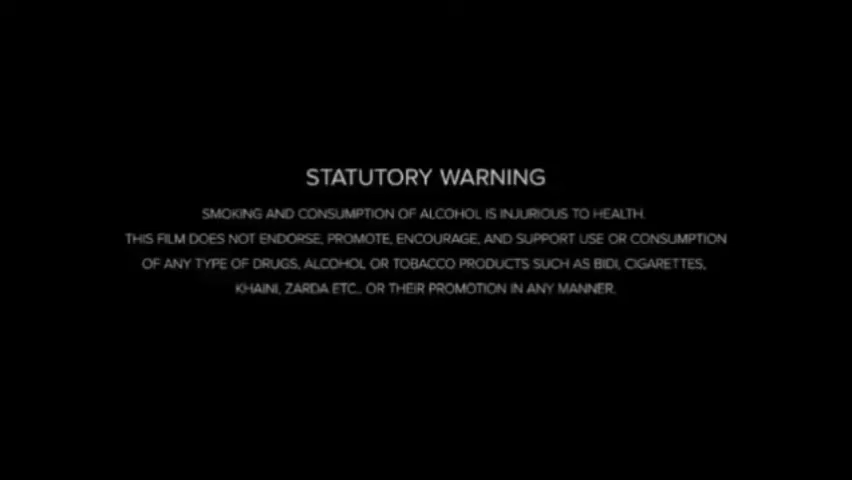 STATUTORY WARNING
SMOKING AND CONSUMPTION OF ALCOHOL IS INJURIOUS TO HEALTH.
THIS FILM DOES NOT ENDORSE, PROMOTE, ENCOURAGE, AND SUPPORT USE OR CONSUMPTION
OF ANY TYPE OF DRUGS, ALCOHOL OR TOBACCO PRODUCTS SUCH AS BIDI, CIGARETTES,
KHAINI, ZARDA ETC.. OR THEIR PROMOTION IN ANY MANNER.